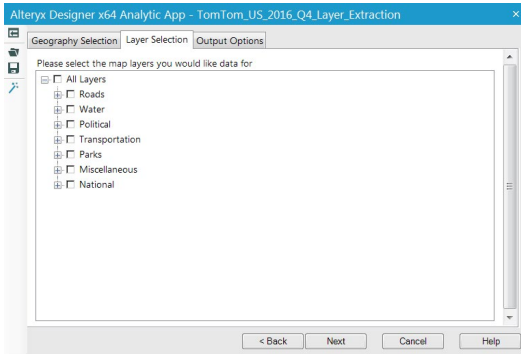 Alteryx Designer x64 Analytic App - TomTom_US_2016_Q4_Layer_Extraction
Geography Selection Layer Selection Output Options
Please select the map layers you would like data for
All Layers
Roads
Water
Political
Transportation
Parks
Miscellaneous
National
< Back Next Cancel Help